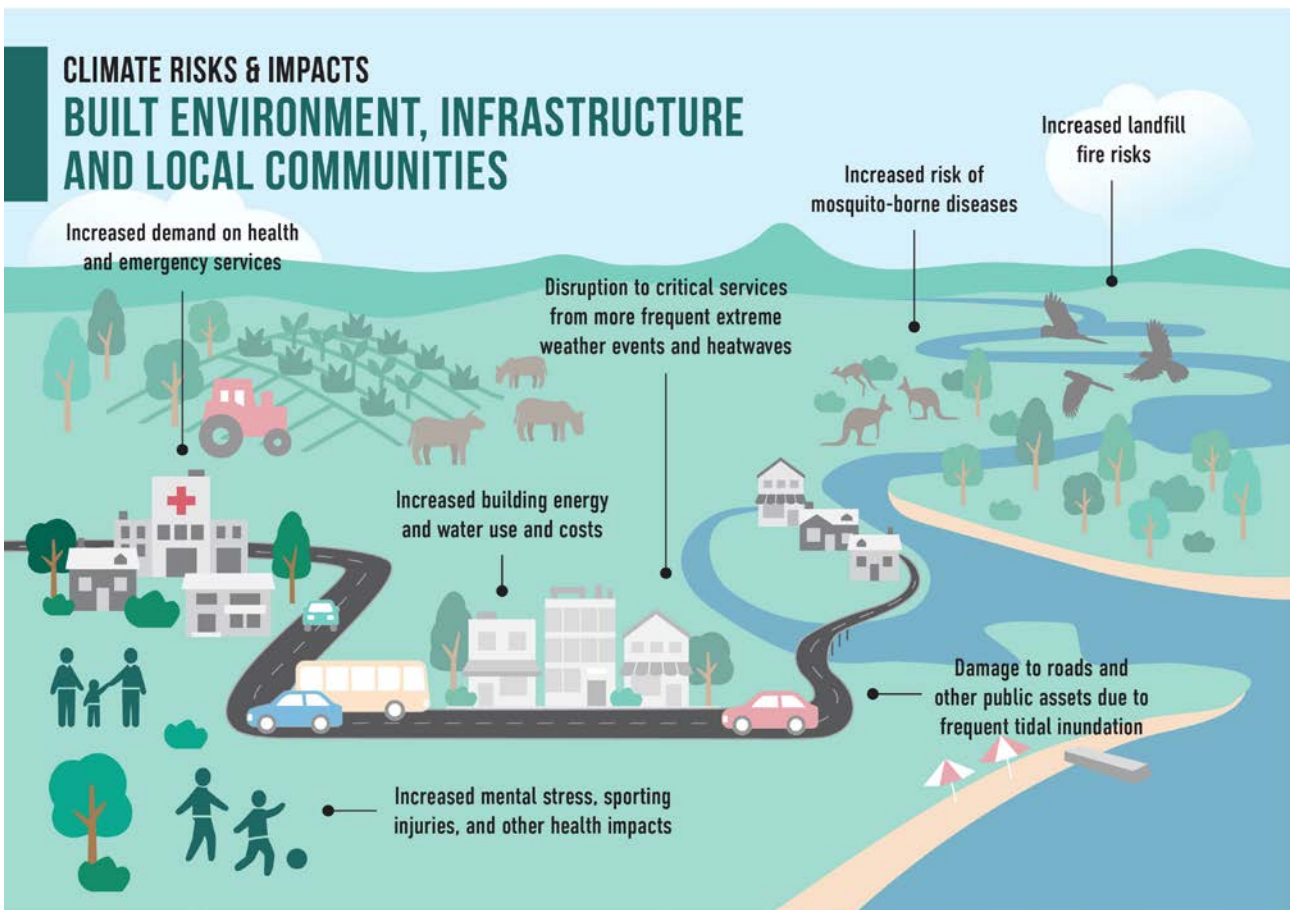 CLIMATE RISKS & IMPACTS
BUILT ENVIRONMENT, INFRASTRUCTURE
AND LOCAL COMMUNITIES
Increased demand on health
and emergency services
Disruption to critical services
from more frequent extreme
weather events and heatwaves
Increased risk of
mosquito-borne diseases
Increased landfill
fire risks
Increased building energy
and water use and costs
Damage to roads and
other public assets due to
frequent tidal inundation
Increased mental stress, sporting
injuries, and other health impacts